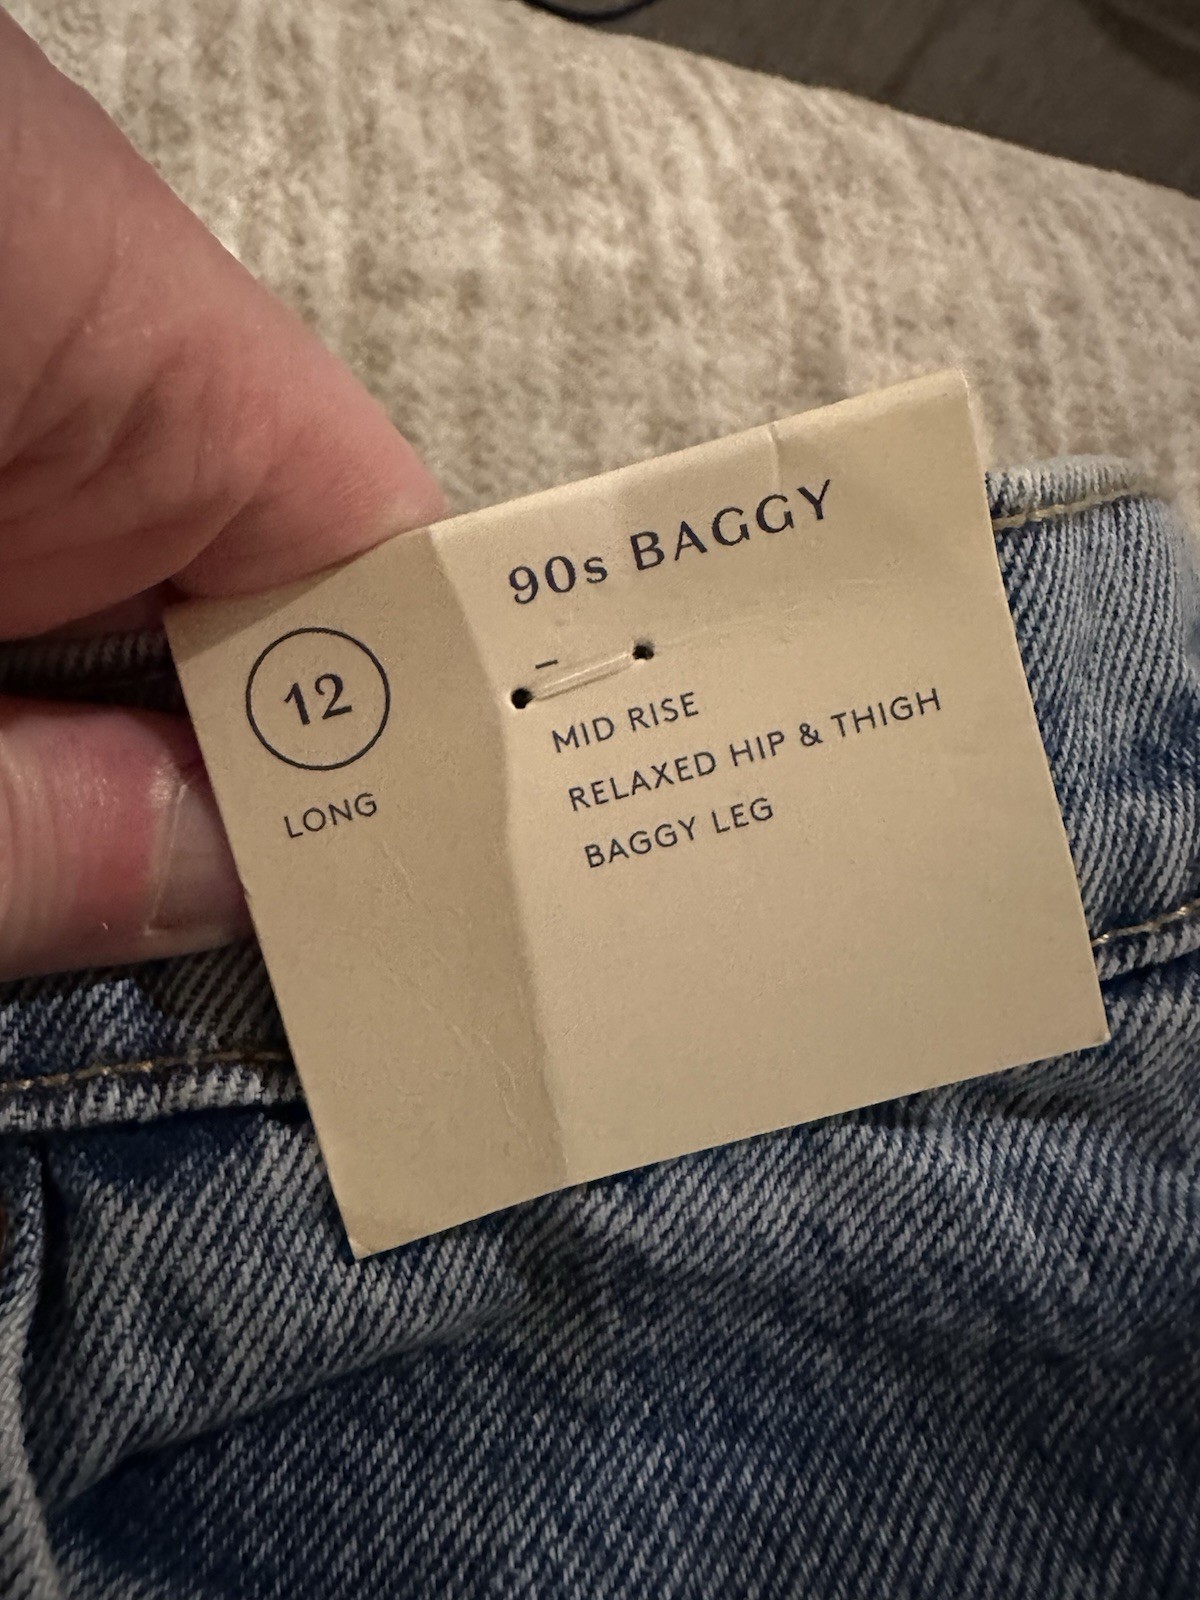 90s BAGGY
12
–
MID RISE
LONG
RELAXED HIP & THIGH
BAGGY LEG